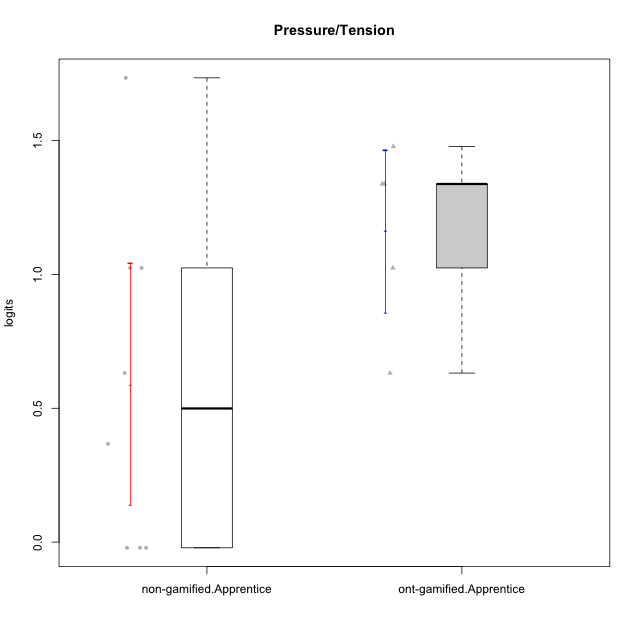 Pressure/Tension
logits
1.5
1.0
0.5
0.0
non-gamified.Apprentice
ont-gamified.Apprentice